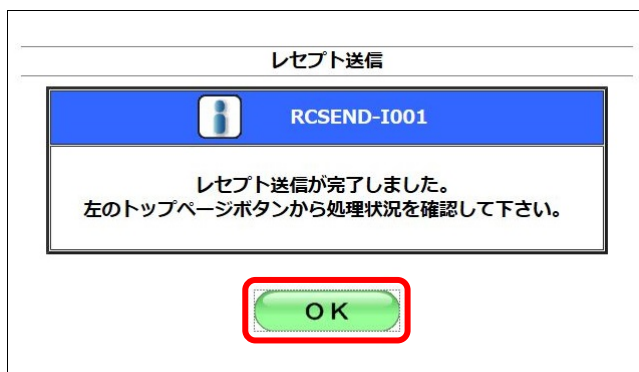 レセプト送信
RCSEND-I001
レセプト送信が完了しました。
左のトップページボタンから処理状況を確認して下さい。
OK